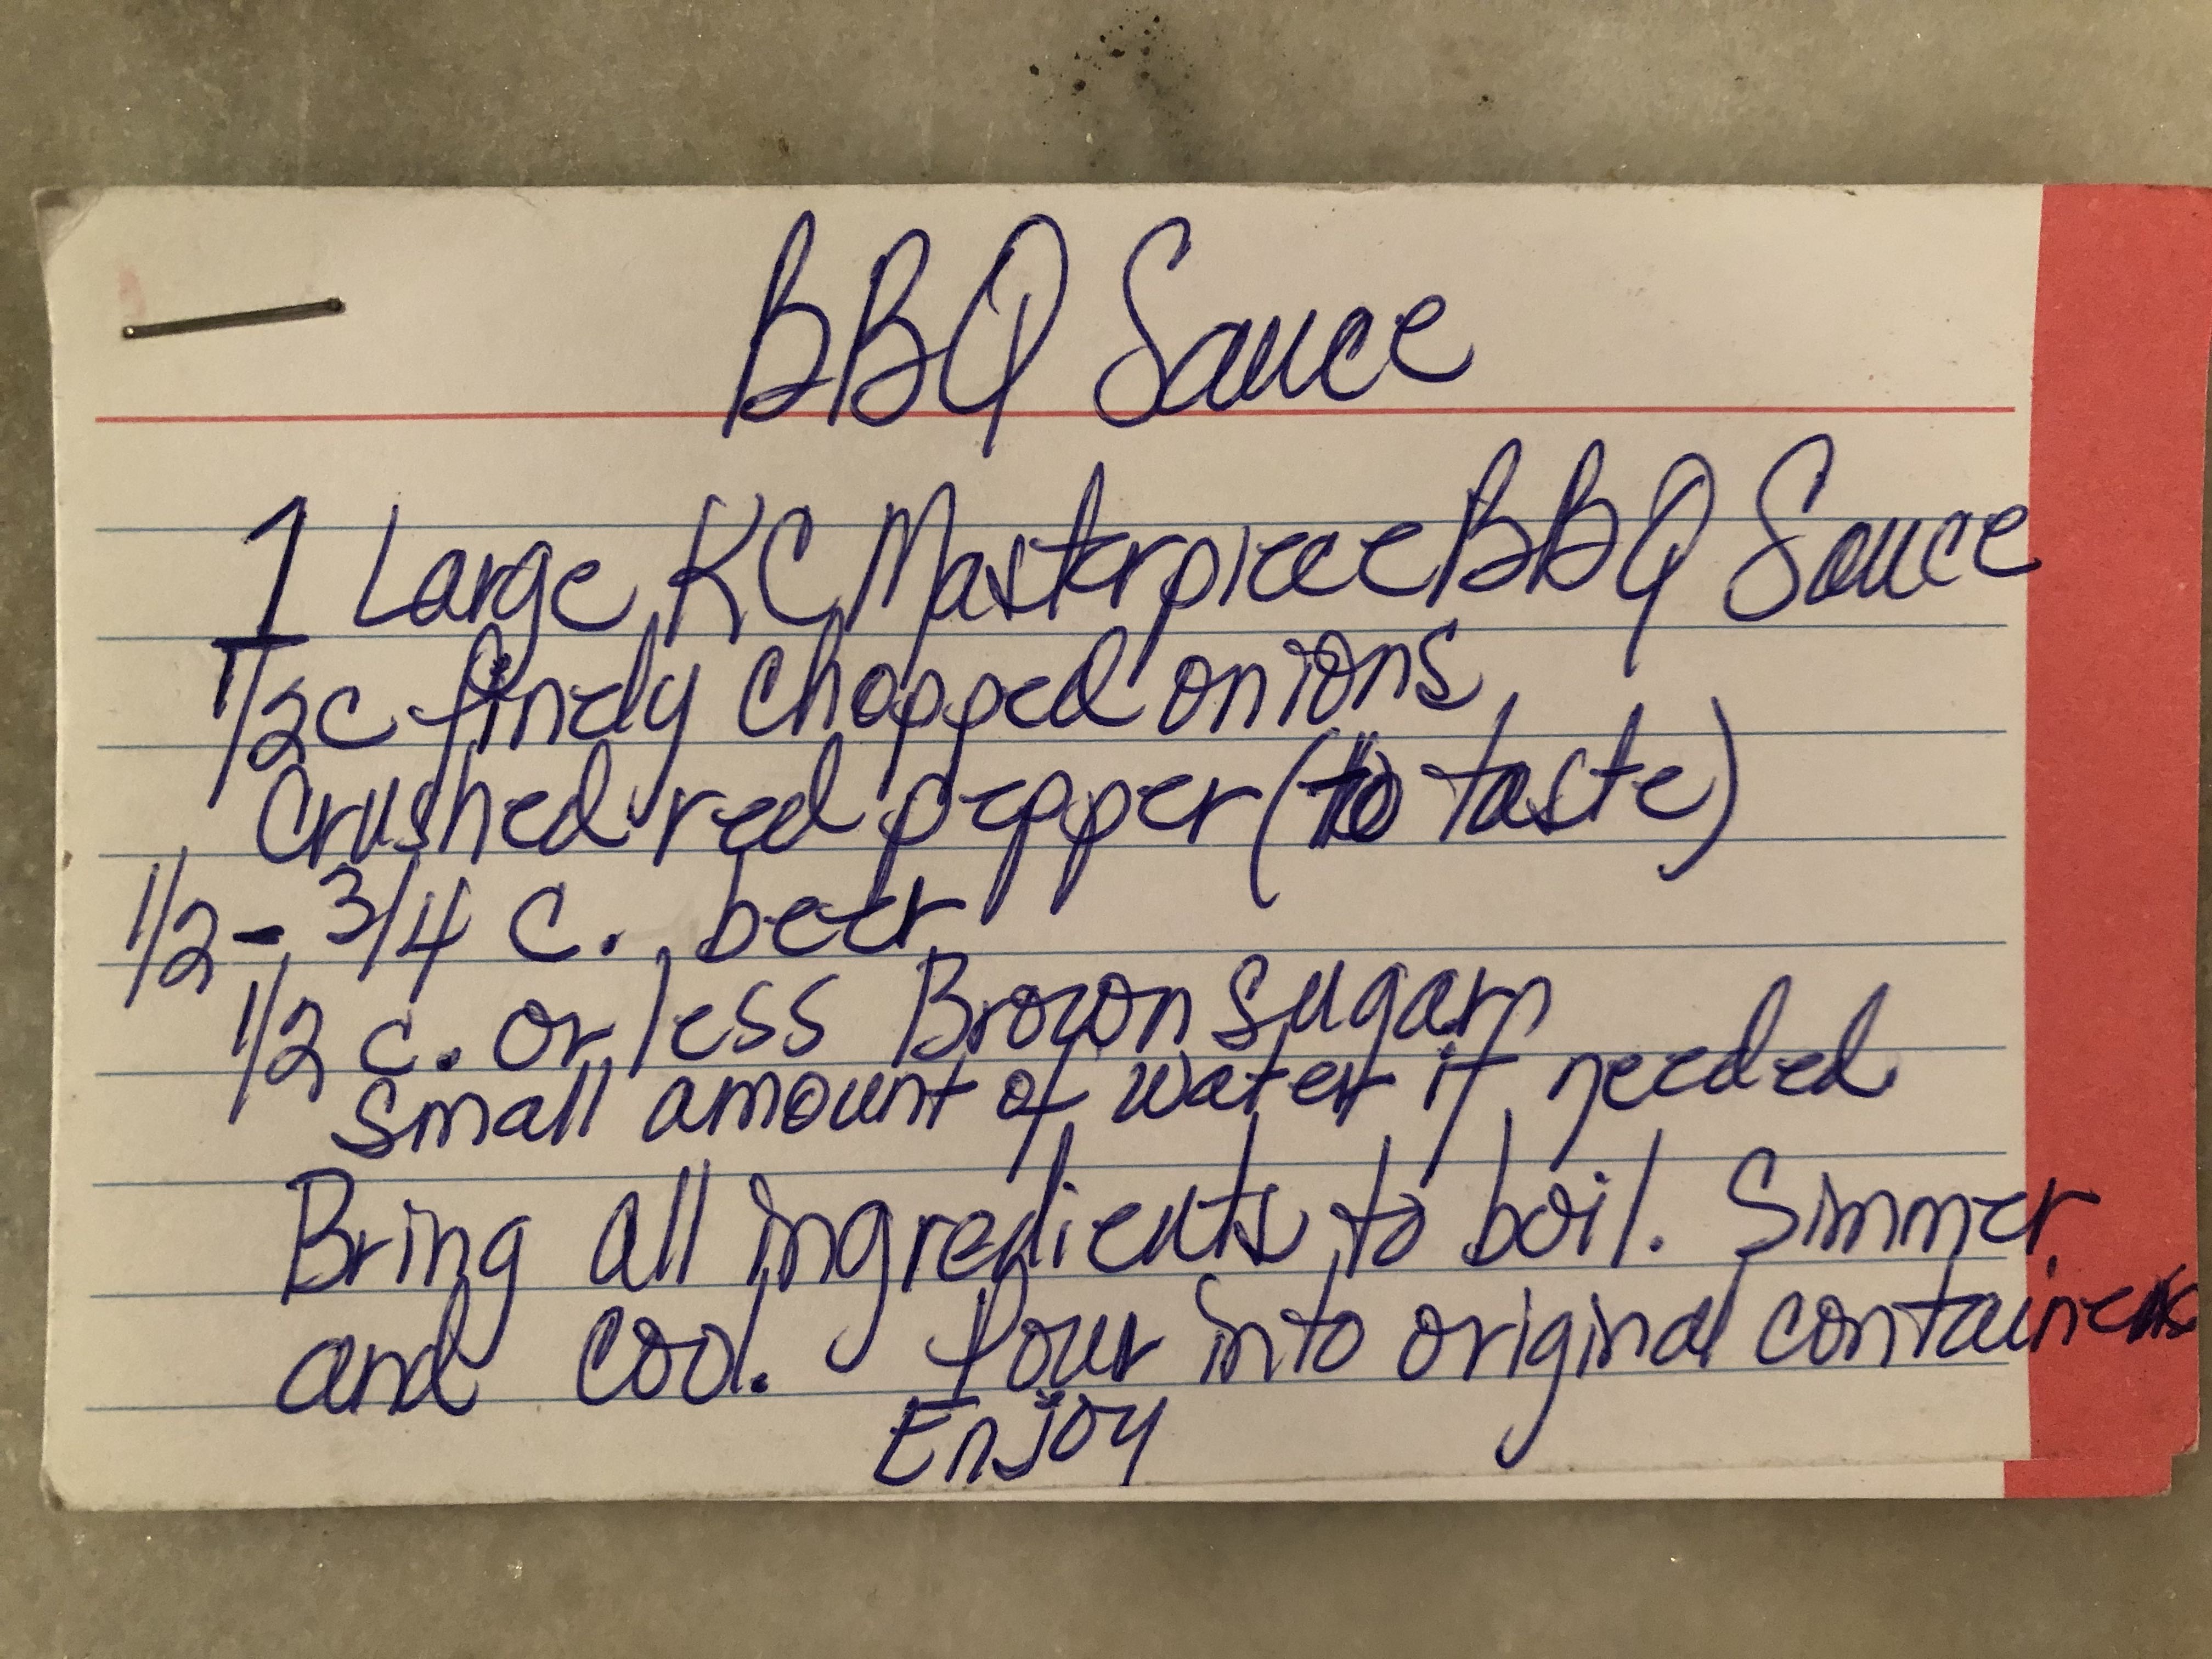 BBQ Sauce
1 Large KC Masterpiece BBQ Sauce
1/2 c finely chopped onions
Crushed red pepper (to taste)
1/2 - 3/4 c. beer
1/2 c. or less Brown sugar
Small amount of water if needed
Bring all ingredients to boil. Simmer
and cool. Pour into original containers
Enjoy